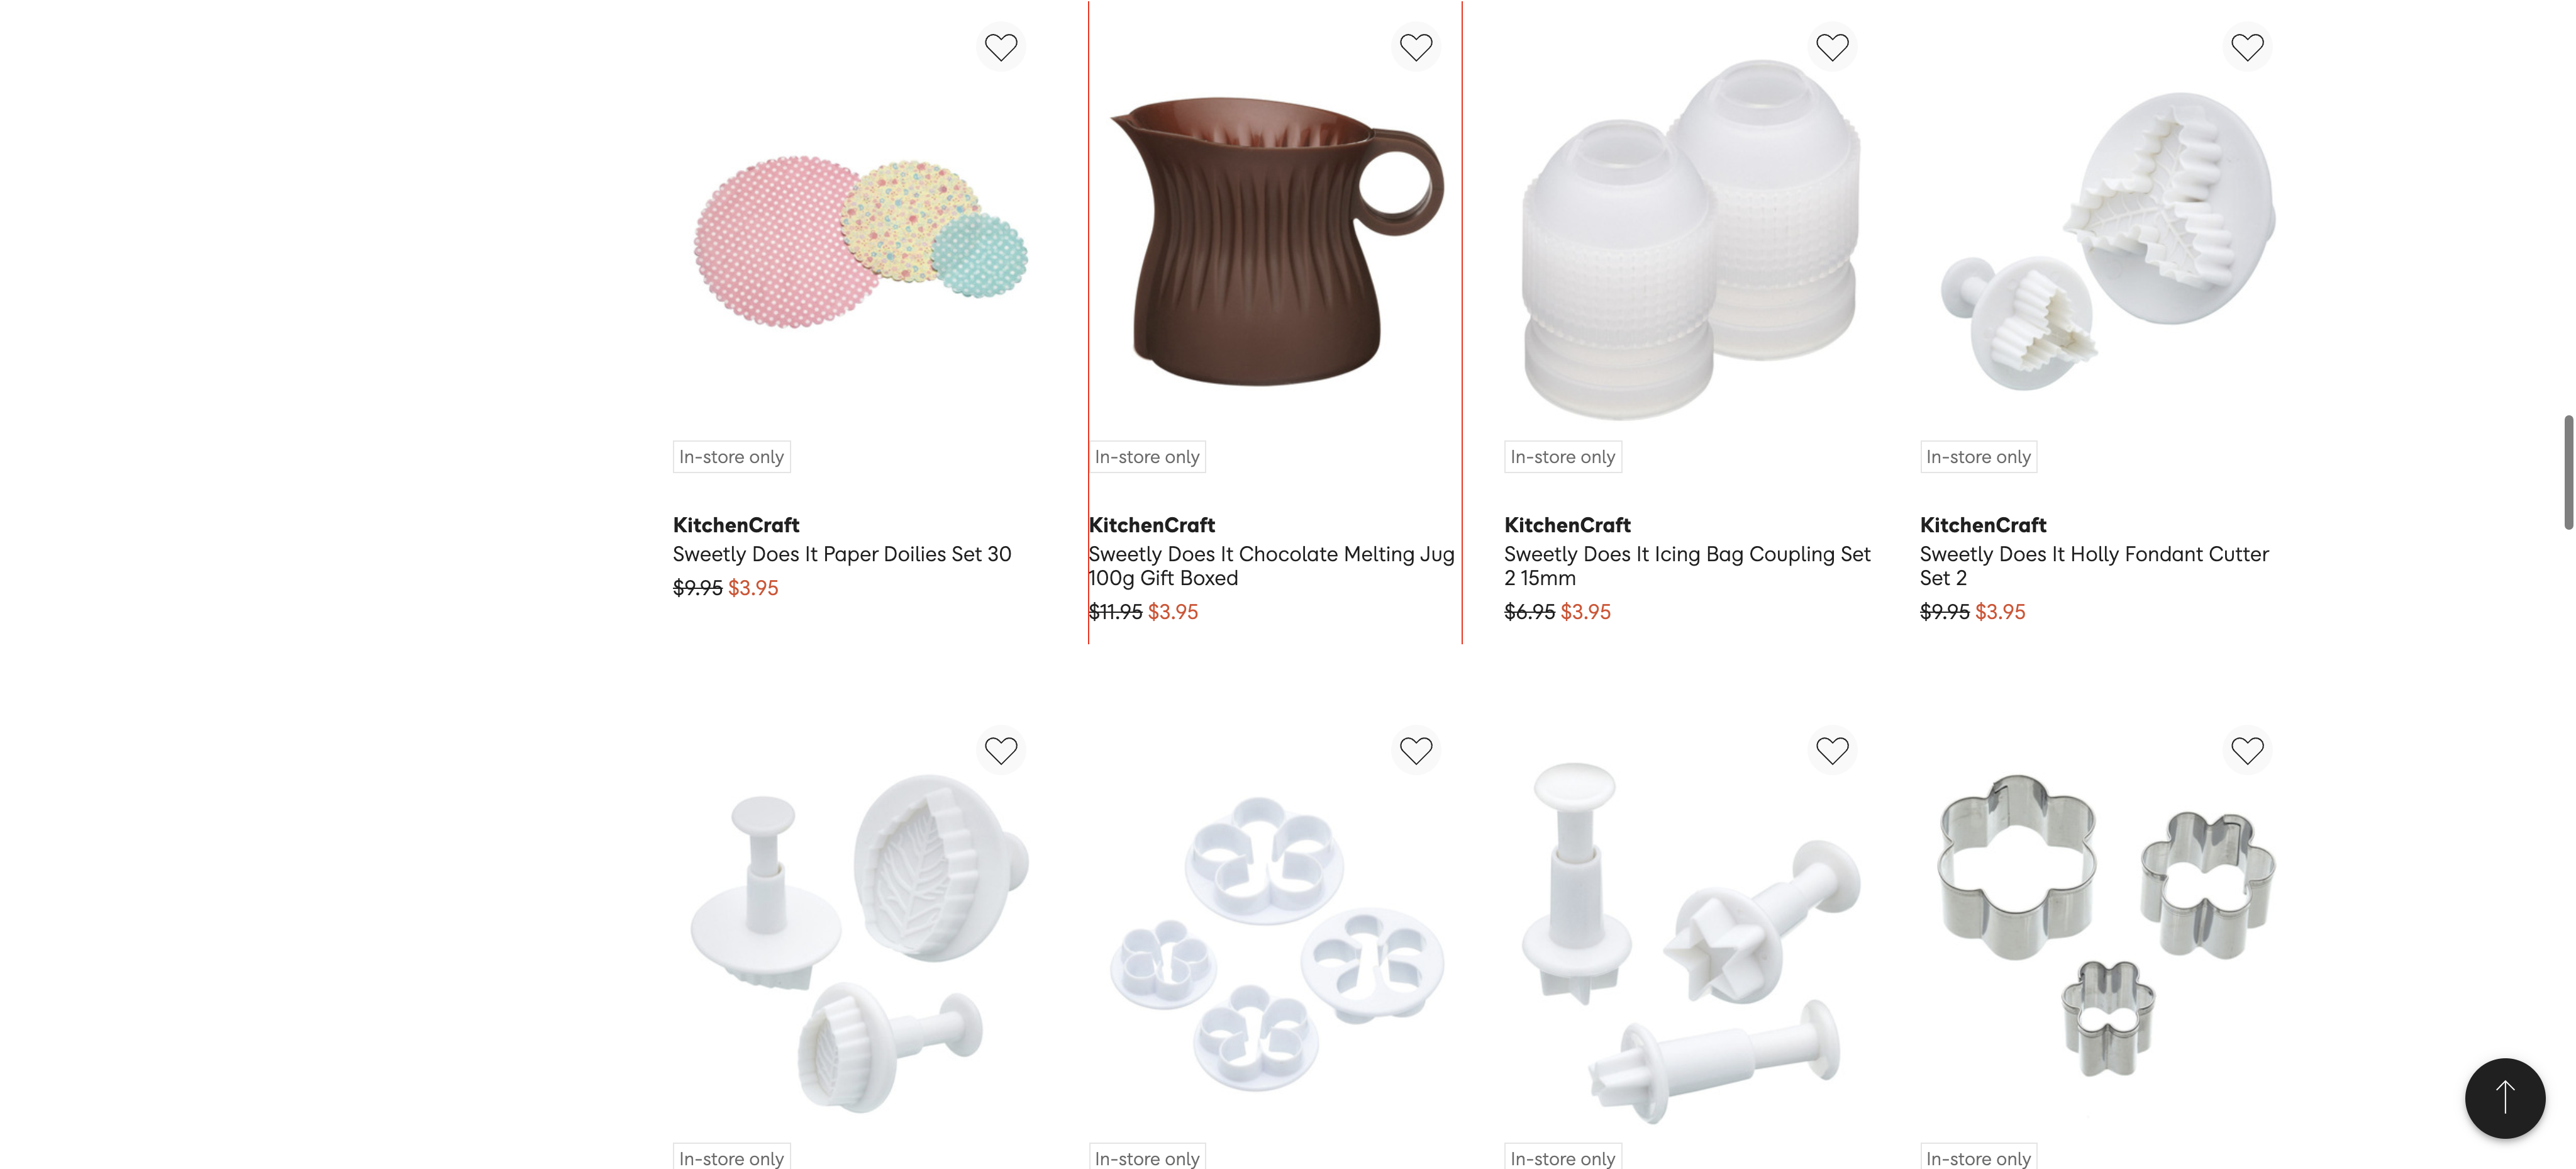 In-store only
KitchenCraft
Sweetly Does It Paper Doilies Set 30
$9.95 $3.95
In-store only
KitchenCraft
Sweetly Does It Chocolate Melting Jug
100g Gift Boxed
$11.95 $3.95
In-store only
KitchenCraft
Sweetly Does It Icing Bag Coupling Set
2 15mm
$6.95 $3.95
In-store only
KitchenCraft
Sweetly Does It Holly Fondant Cutter
Set 2
$9.95 $3.95
In-store only
In-store only
In-store only
In-store only